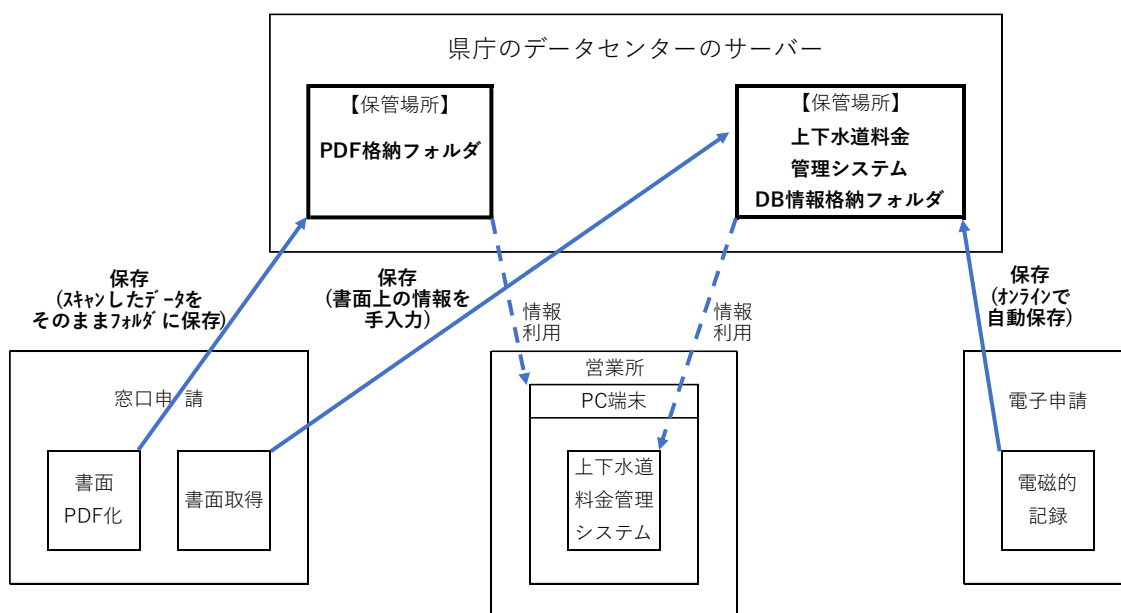 県庁のデータセンターのサーバー
【保管場所】
PDF格納フォルダ
【保管場所】
上下水道料金
管理システム
DB情報格納フォルダ
保存
(ｽｷｬﾝしたﾃﾞｰﾀを
そのままﾌｫﾙﾀﾞに保存)
保存
(書面上の情報を
手入力)
情報
利用
情報
利用
保存
(ｵﾝﾗｲﾝで
自動保存)
窓口申 請
書面
PDF化
書面取得
営業所
PC端末
上下水道
料金管理
システム
電子申請
電磁的
記録